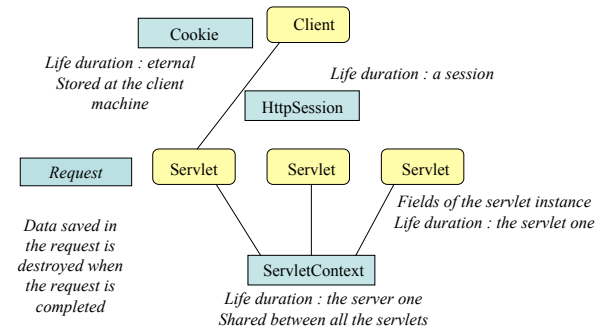 Cookie
Client
Life duration : eternal
Stored at the client
machine
Life duration : a session
HttpSession
Request
Servlet
Servlet
Servlet
Fields of the servlet instance
Life duration : the servlet one
Data saved in
the request is
destroyed when
the request is
completed
ServletContext
Life duration : the server one
Shared between all the servlets